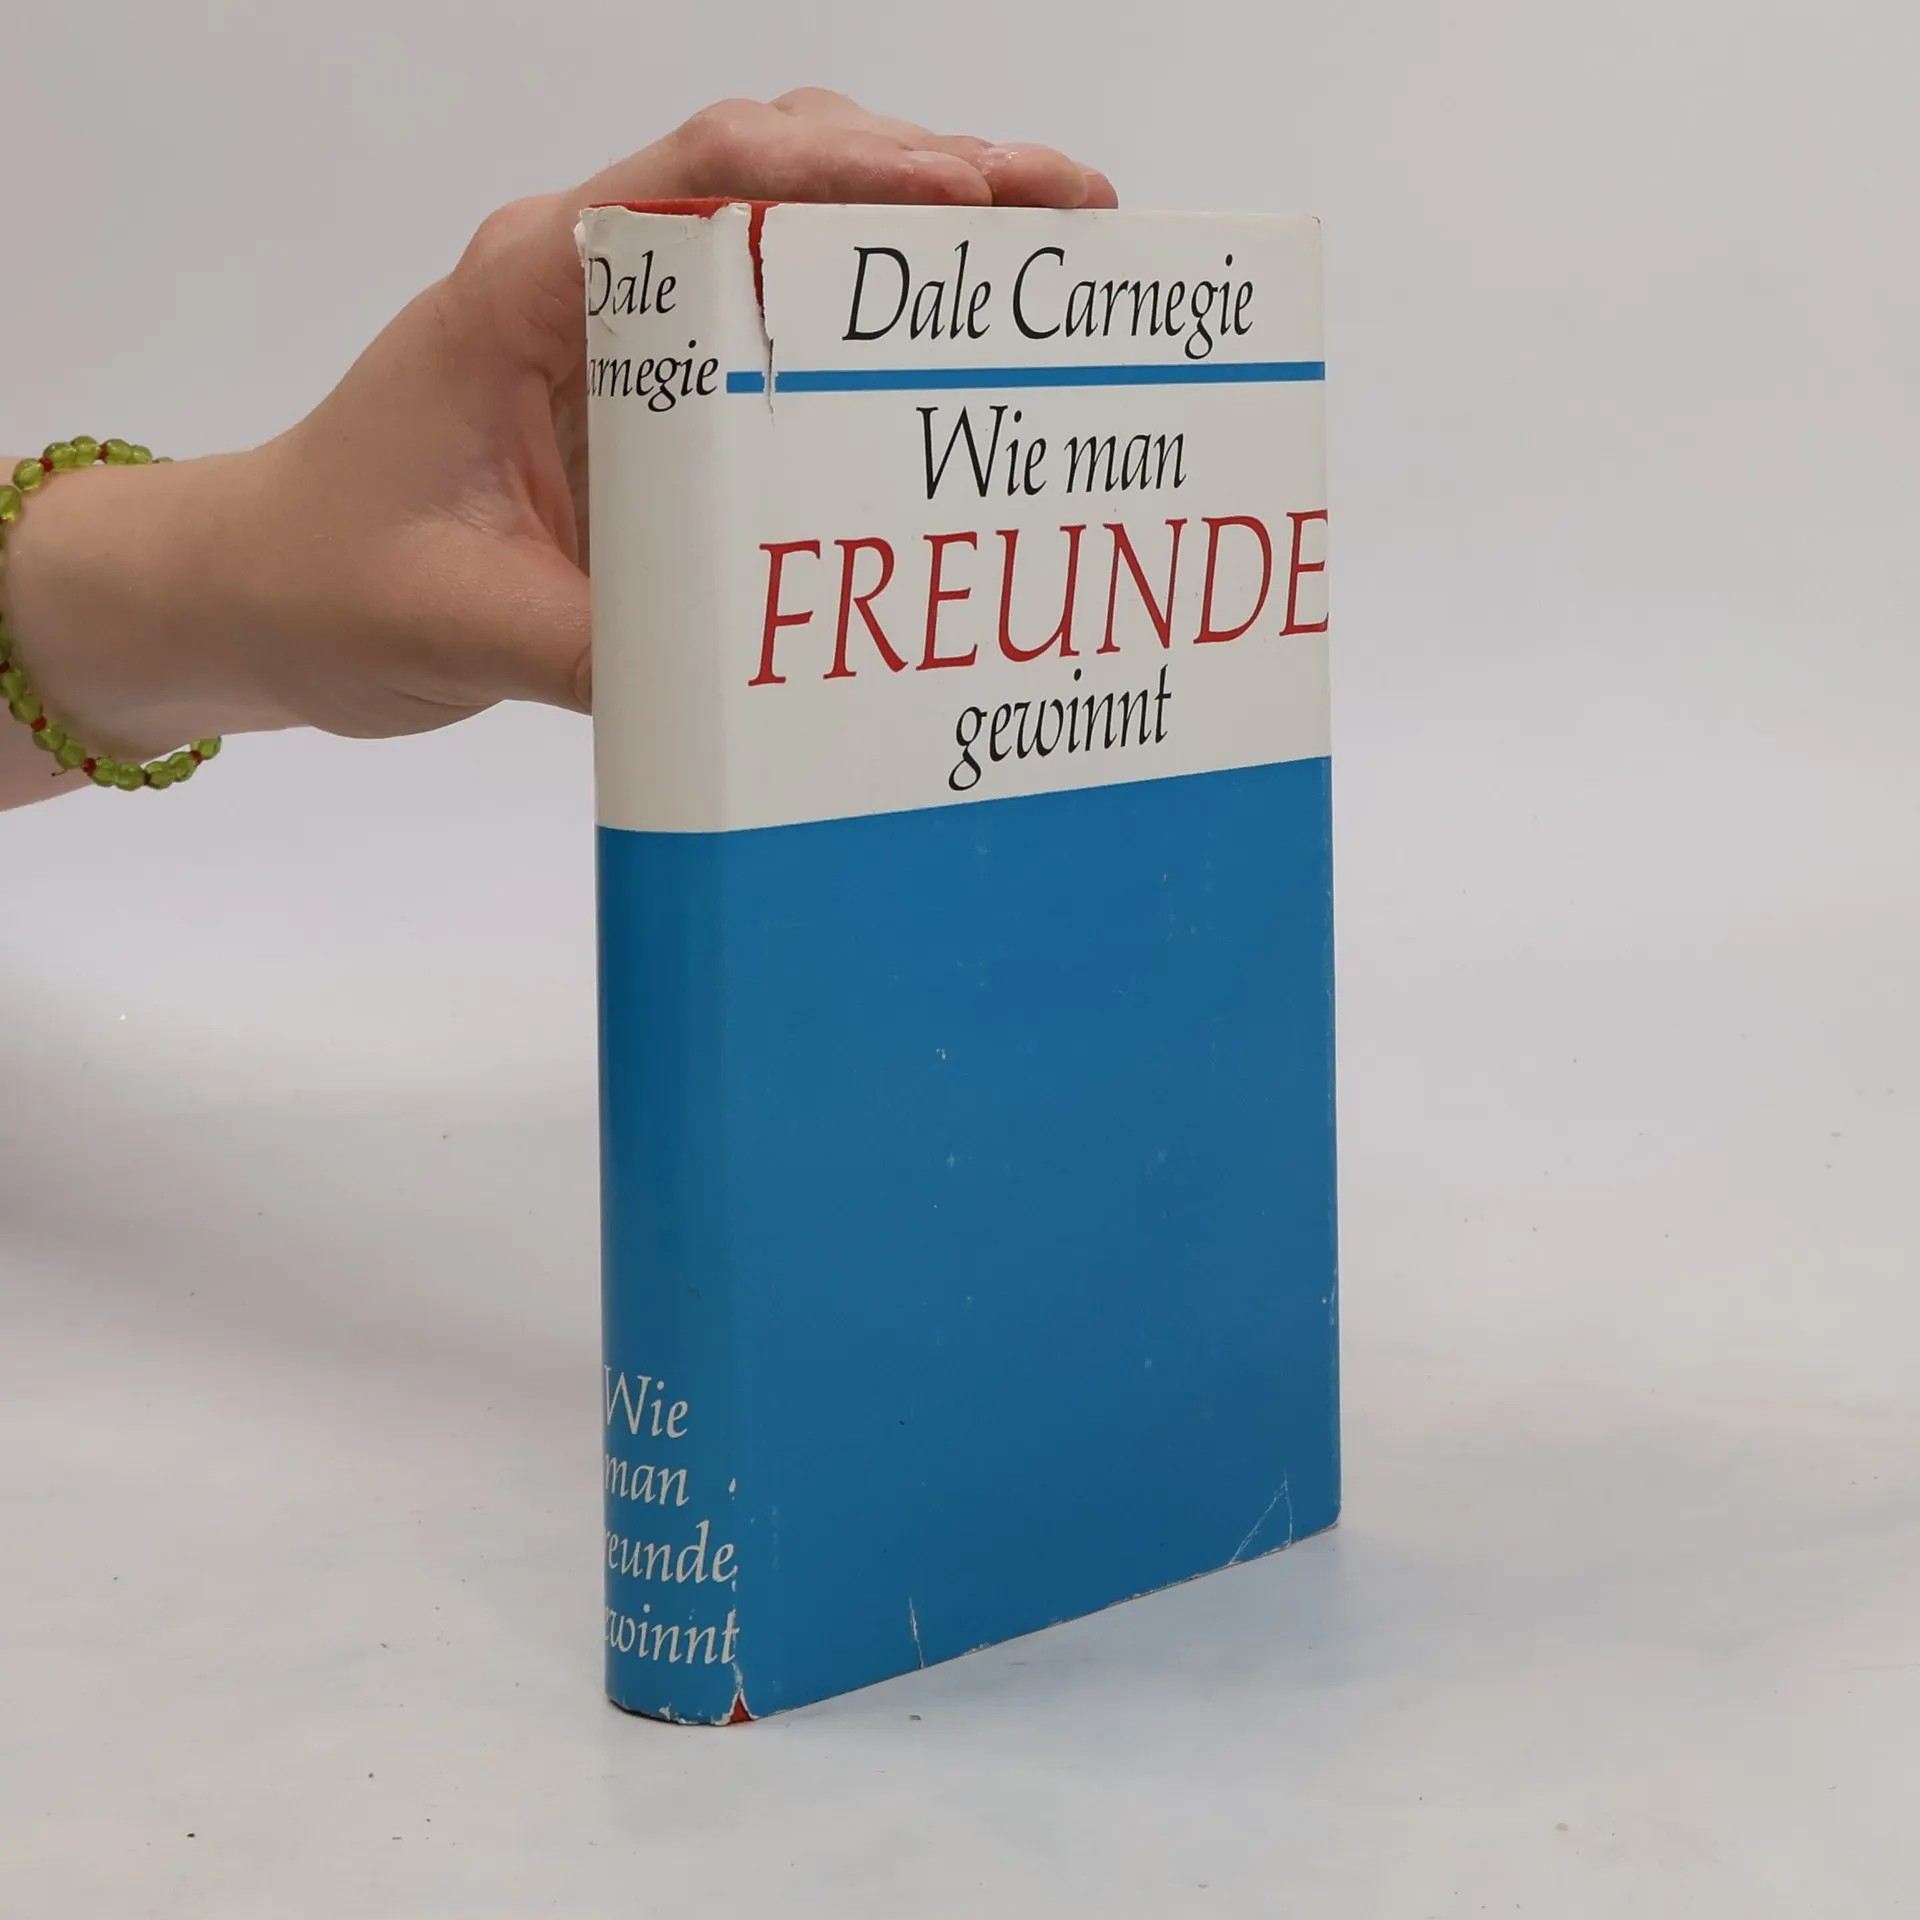 Dale Carnegie
Wie man
FREUNDE
gewinnt
Dale
arnegie
Wie
man
reunde
ewinnt